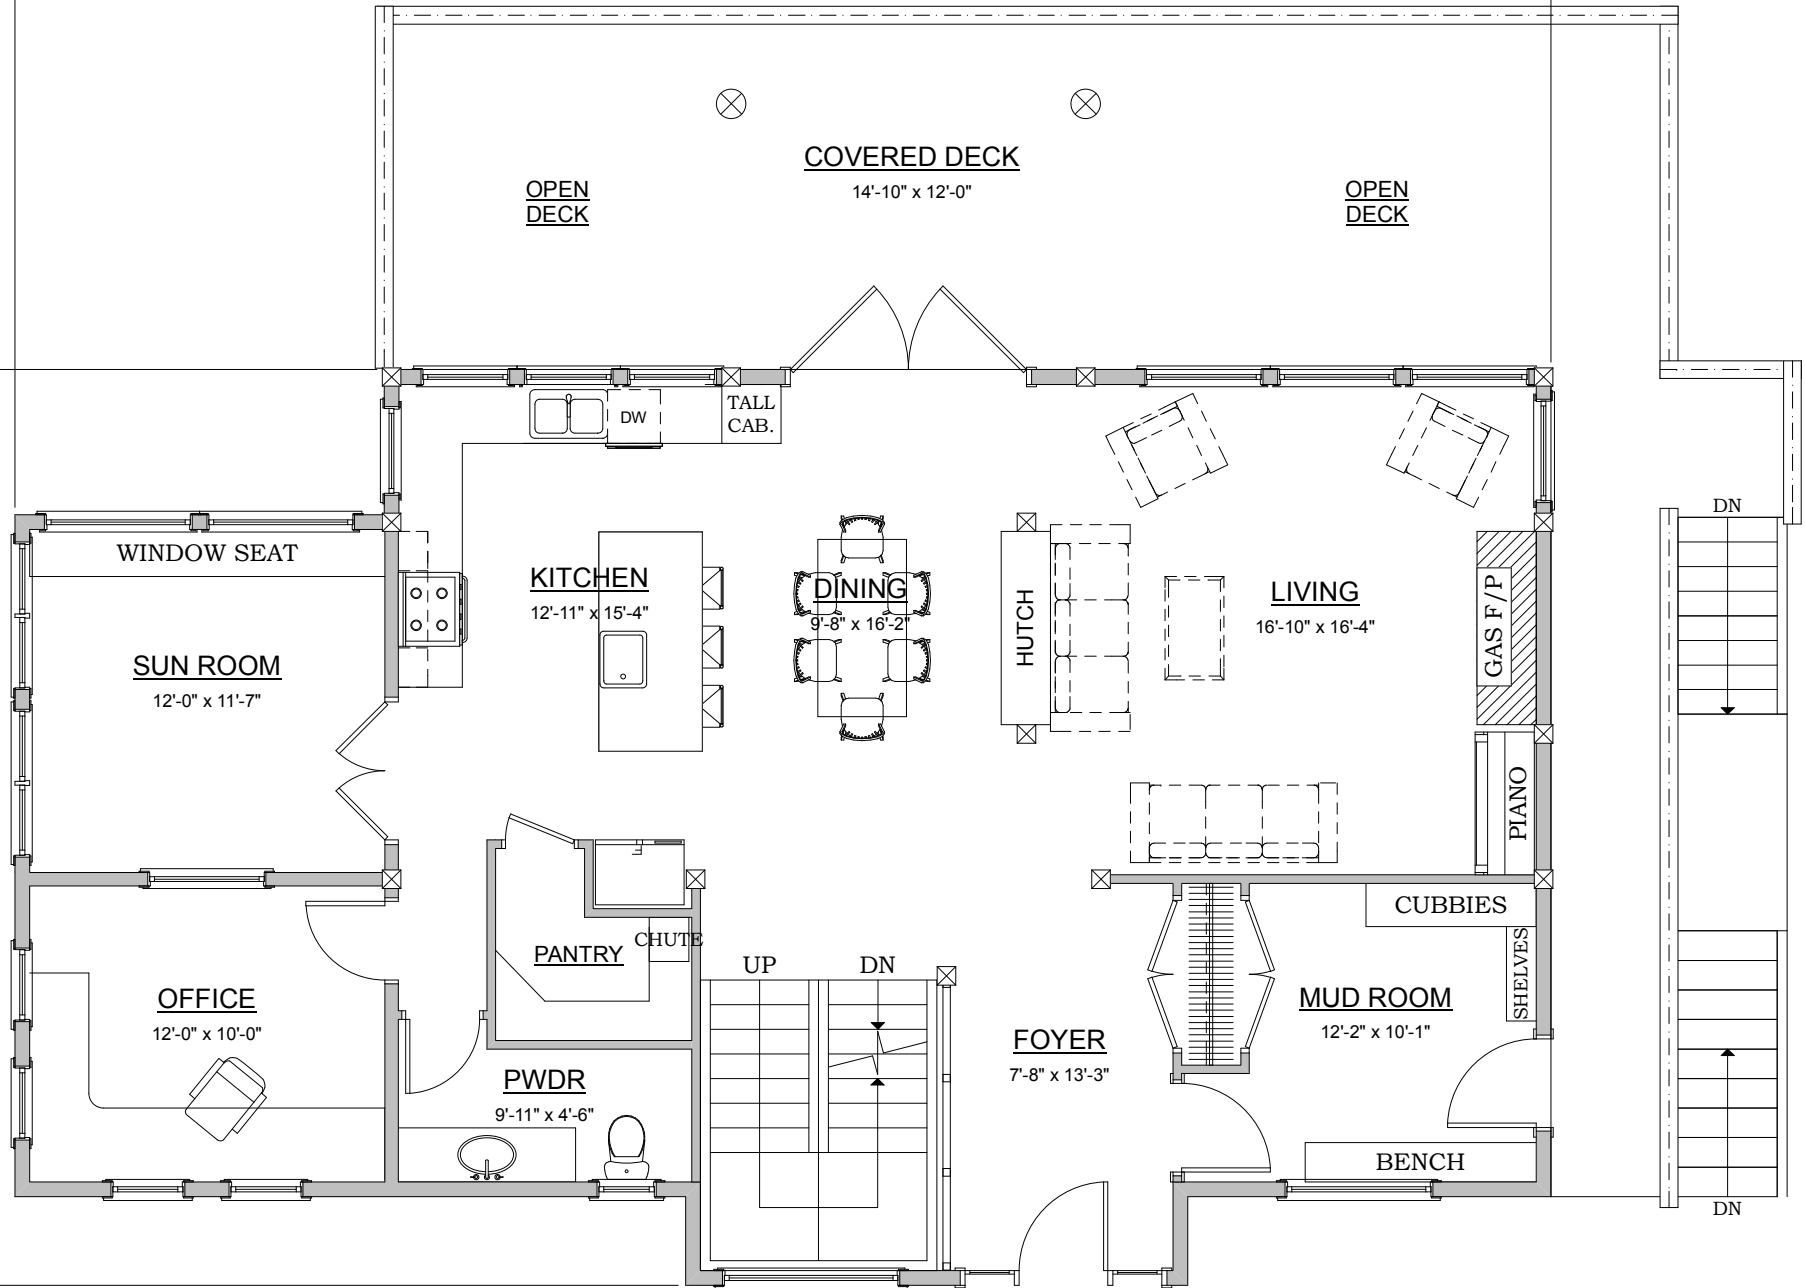 COVERED DECK
14'-10" x 12'-0"
OPEN
DECK
OPEN
DECK
TALL
CAB.
DW
DN
WINDOW SEAT
KITCHEN
12'-11" x 15'-4"
DINING
9'-8" x 16'-2"
HUTCH
LIVING
16'-10" x 16'-4"
GAS F/P
SUN ROOM
12'-0" x 11'-7"
PIANO
CUBBIES
SHELVES
PANTRY
CHUTE
UP
DN
OFFICE
12'-0" x 10'-0"
MUD ROOM
12'-2" x 10'-1"
FOYER
7'-8" x 13'-3"
PWDR
9'-11" x 4'-6"
BENCH
DN